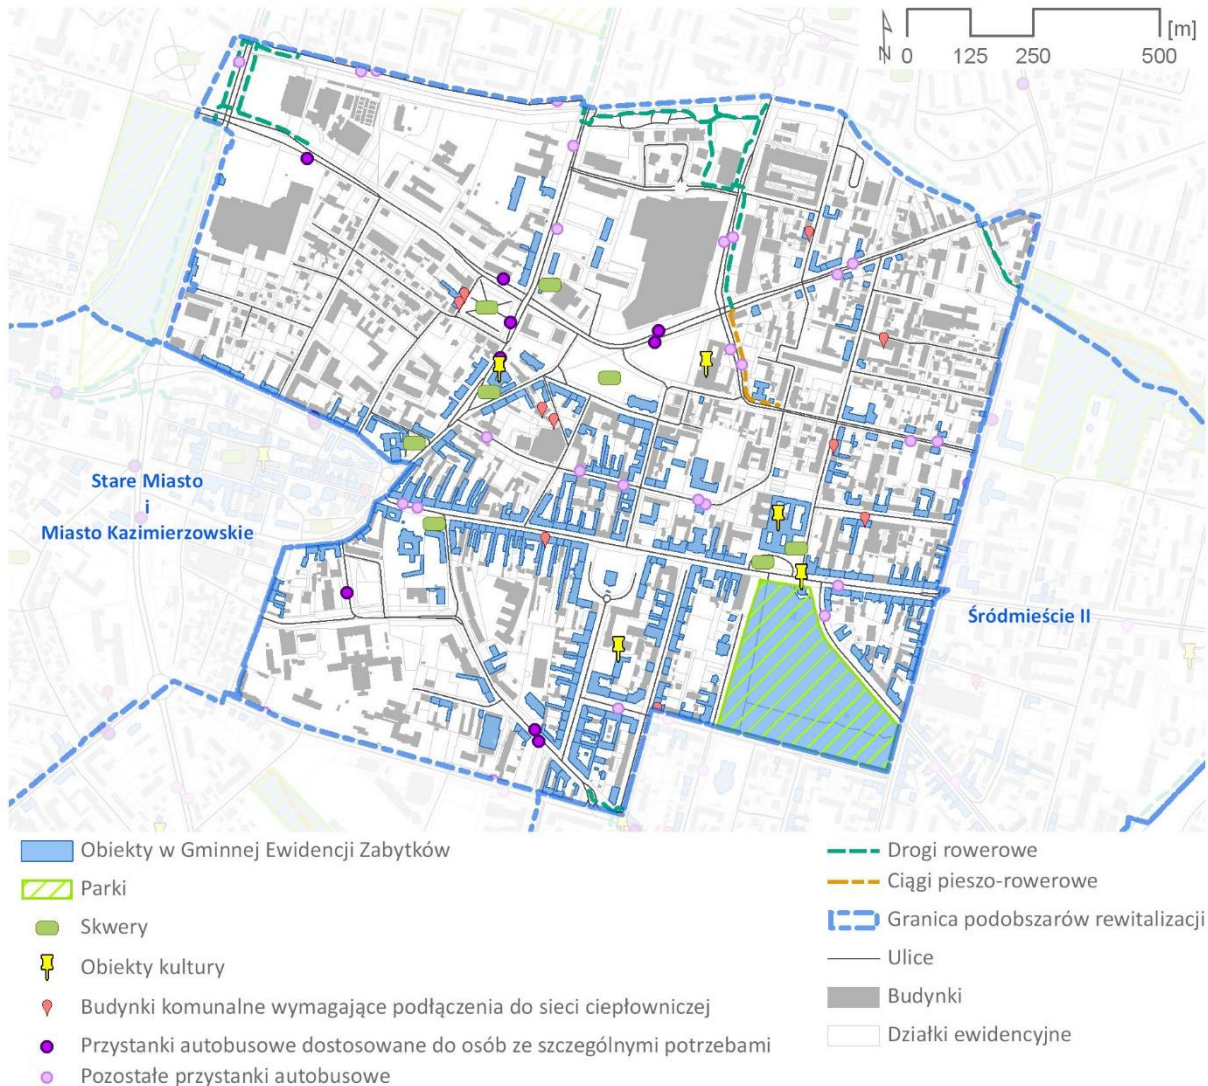 N
[m]
0 125 250 500
Stare Miasto
i
Miasto Kazimierzowskie
Śródmieście II
Obiekty w Gminnej Ewidencji Zabytków
Parki
Skwery
Obiekty kultury
Budynki komunalne wymagające podłączenia do sieci ciepłowniczej
Przystanki autobusowe dostosowane do osób ze szczególnymi potrzebami
Pozostałe przystanki autobusowe
Drogi rowerowe
Ciągi pieszo-rowerowe
Granica podobszarów rewitalizacji
Ulice
Budynki
Działki ewidencyjne